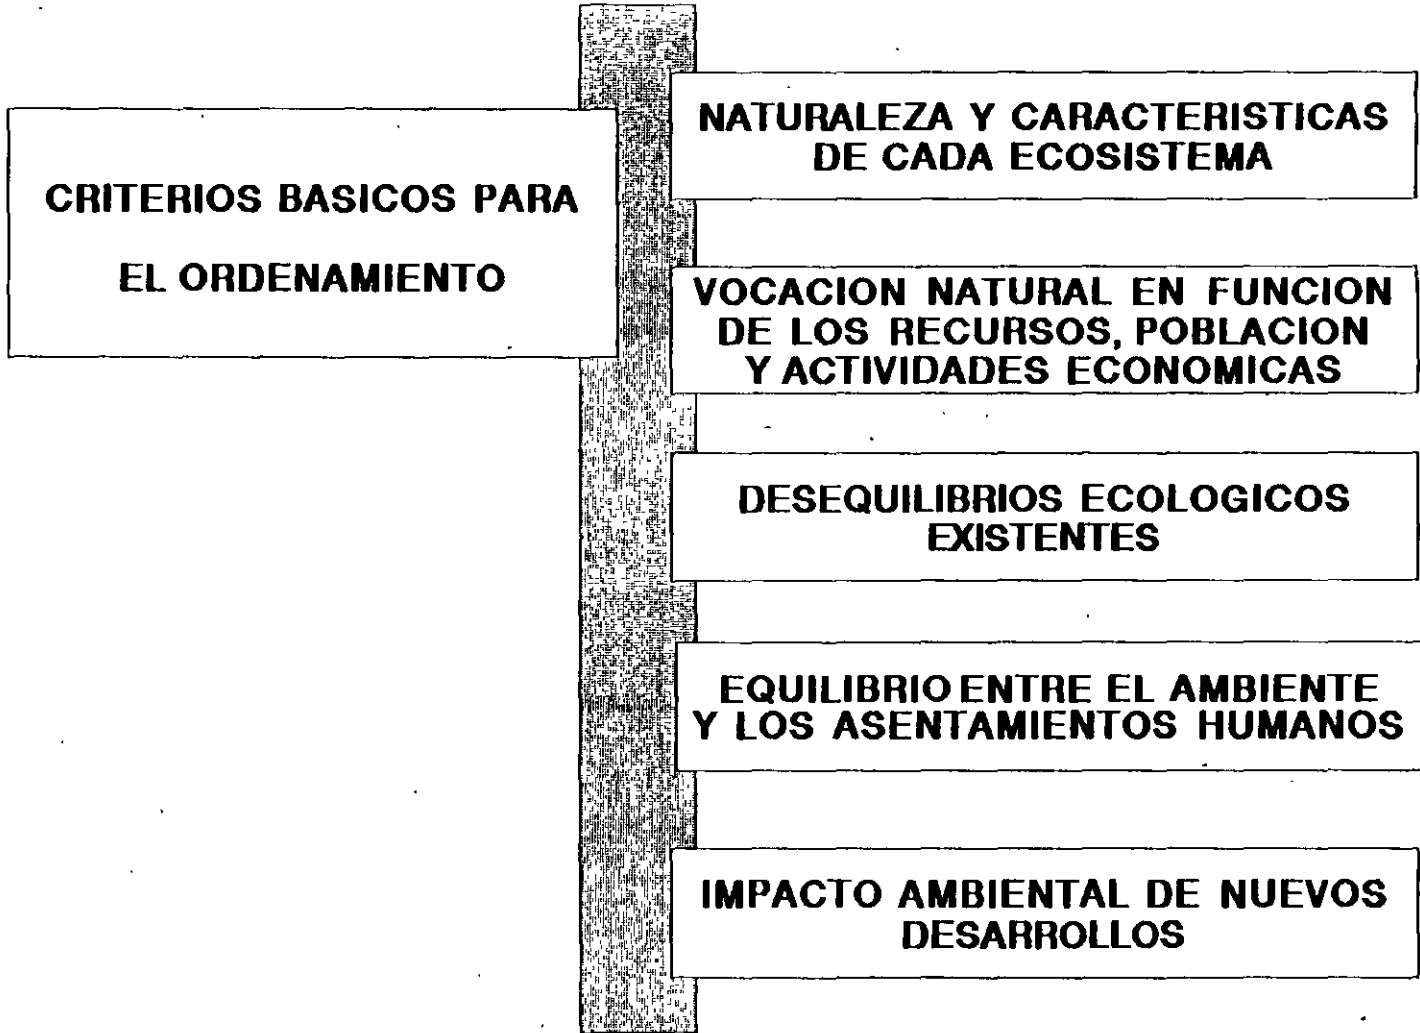 CRITERIOS BASICOS PARA
EL ORDENAMIENTO
NATURALEZA Y CARACTERISTICAS
DE CADA ECOSISTEMA
VOCACION NATURAL EN FUNCION
DE LOS RECURSOS, POBLACION
Y ACTIVIDADES ECONOMICAS
DESEQUILIBRIOS ECOLOGICOS
EXISTENTES
EQUILIBRIO ENTRE EL AMBIENTE
Y LOS ASENTAMIENTOS HUMANOS
IMPACTO AMBIENTAL DE NUEVOS
DESARROLLOS